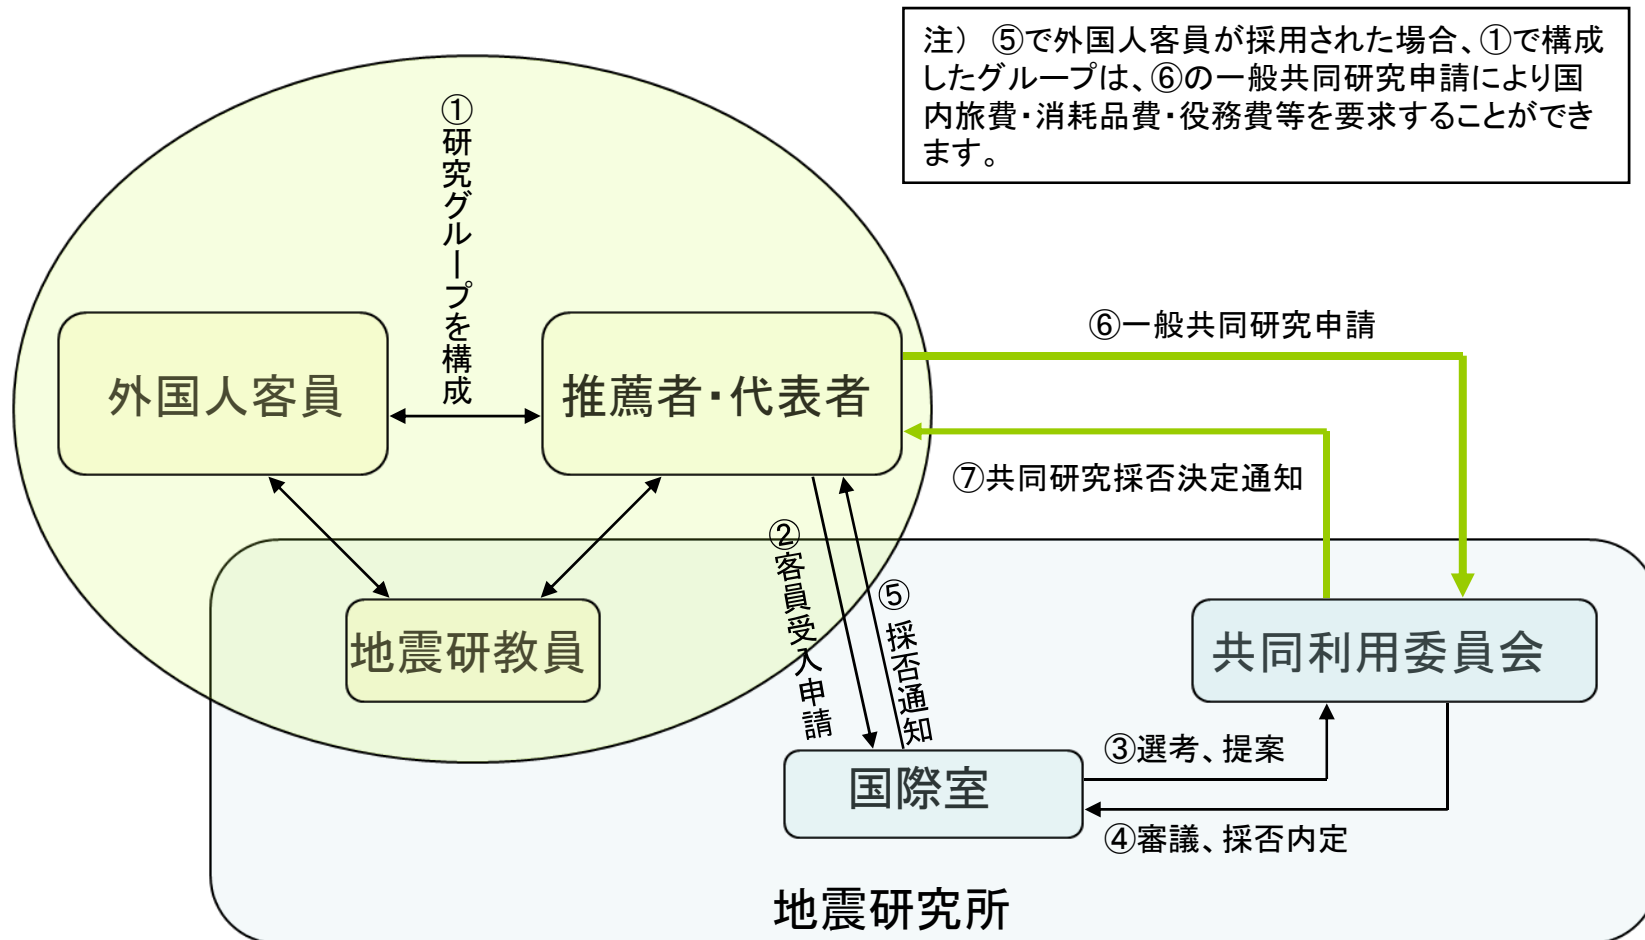 注） ⑤で外国人客員が採用された場合、①で構成
したグループは、⑥の一般共同研究申請により国
内旅費・消耗品費・役務費等を要求することができ
ます。
①研究グループを構成
外国人客員
推薦者・代表者
⑥一般共同研究申請
⑦共同研究採否決定通知
②客員受入申請
⑤採否通知
地震研教員
共同利用委員会
国際室
③選考、提案
④審議、採否内定
地震研究所